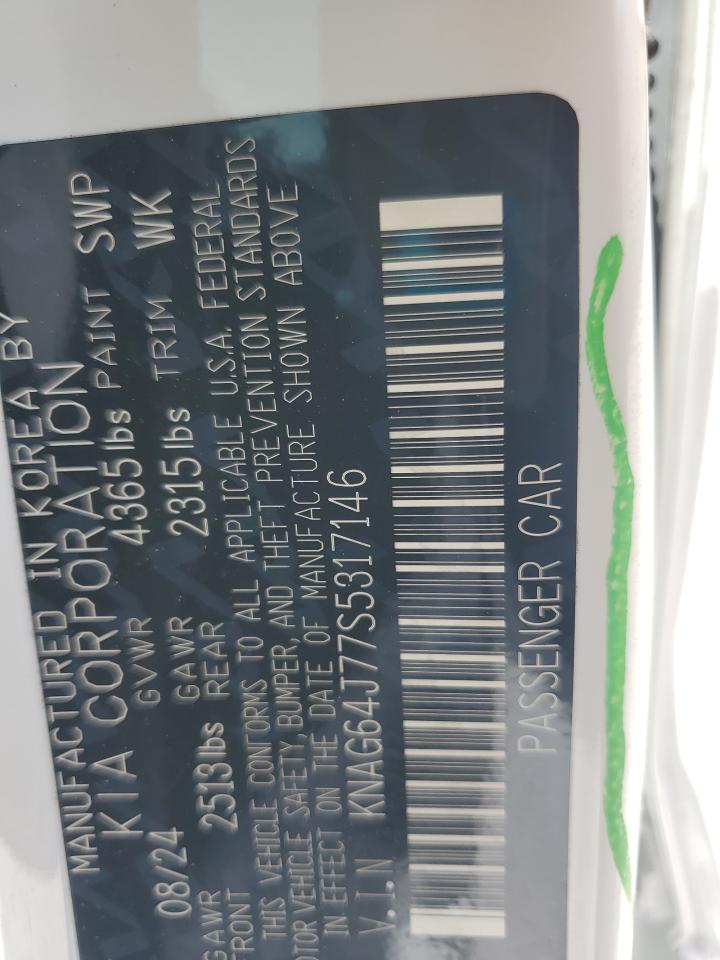 MANUFACTURED IN KOREA BY
KIA CORPORATION
08/24 GVWR 4365lbs PAINT SWP
GAWR FRONT 2513lbs GAWR REAR 2315lbs TRIM WK
THIS VEHICLE CONTORMS TO ALL APPLICABLE U.S.A. FEDERAL
MOTOR VEHICLE SAFETY, BUMPER, AND THEFT PREVENTION STANDARDS
IN EFFECT ON THE DATE OF MANUFACTURE SHOWN ABOVE
V.I.N KNAG64J77S5317146
PASSENGER CAR